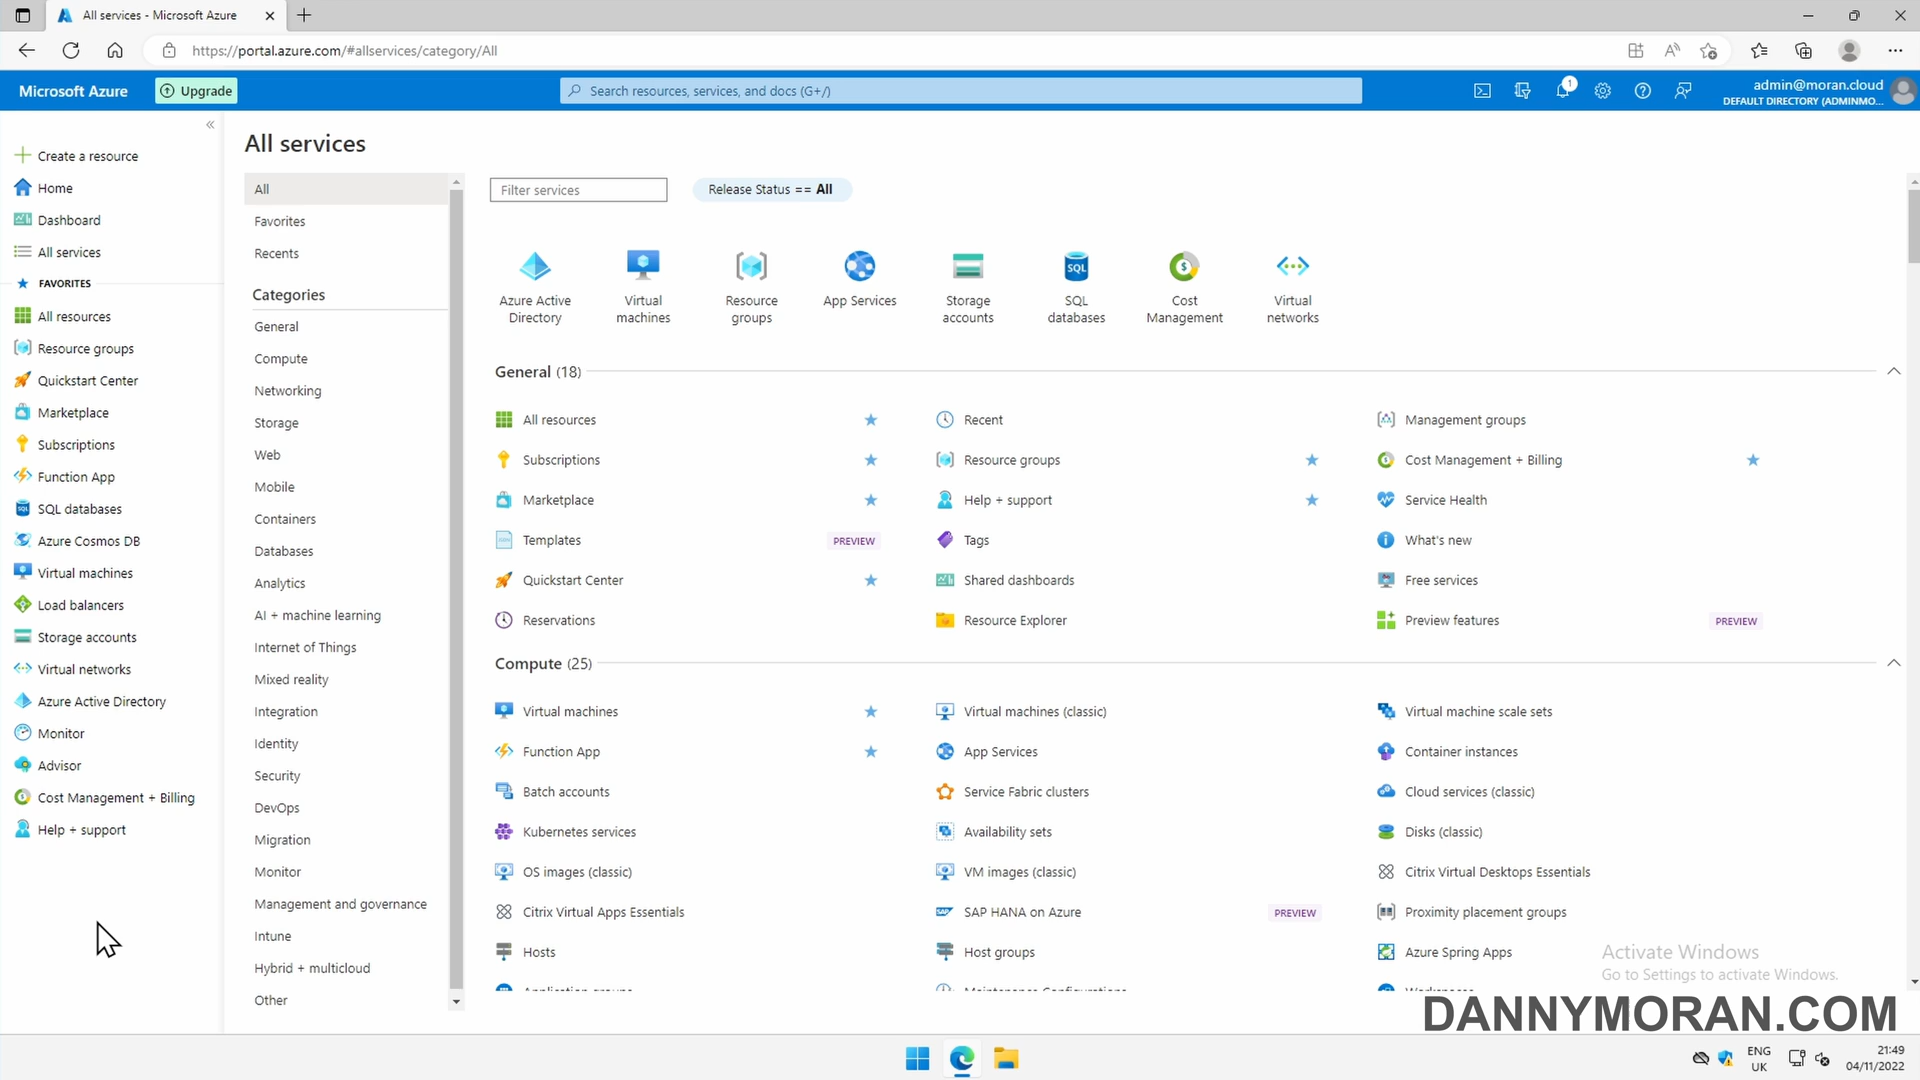 All services - Microsoft Azure
https://portal.azure.com/#allservices/category/All
Microsoft Azure
Upgrade
Search resources, services, and docs (G+/)
1
admin@moran.cloud
DEFAULT DIRECTORY (ADMINMO...
Create a resource
Home
Dashboard
All services
FAVORITES
All resources
Resource groups
Quickstart Center
Marketplace
Subscriptions
Function App
SQL databases
Azure Cosmos DB
Virtual machines
Load balancers
Storage accounts
Virtual networks
Azure Active Directory
Monitor
Advisor
Cost Management + Billing
Help + support
All services
All
Favorites
Recents
Categories
General
Compute
Networking
Storage
Web
Mobile
Containers
Databases
Analytics
AI + machine learning
Internet of Things
Mixed reality
Integration
Identity
Security
DevOps
Migration
Monitor
Management and governance
Intune
Hybrid + multicloud
Other
Filter services
Release Status == All
Azure Active
Directory
Virtual
machines
Resource
groups
App Services
Storage
accounts
SQL
SQL
databases
Cost
Management
Virtual
networks
General (18)
All resources
Recent
Management groups
Subscriptions
Resource groups
Cost Management + Billing
Marketplace
Help + support
Service Health
Templates
PREVIEW
Tags
What's new
Quickstart Center
Shared dashboards
Free services
Reservations
Resource Explorer
Preview features
PREVIEW
Compute (25)
Virtual machines
Virtual machines (classic)
Virtual machine scale sets
Function App
App Services
Container instances
Batch accounts
Service Fabric clusters
Cloud services (classic)
Kubernetes services
Availability sets
Disks (classic)
OS images (classic)
VM images (classic)
Citrix Virtual Desktops Essentials
Citrix Virtual Apps Essentials
SAP HANA on Azure
PREVIEW
Proximity placement groups
Hosts
Host groups
Azure Spring Apps
Application groups
Maintenance Configurations
Workspaces
Activate Windows
Go to Settings to activate Windows.
DANNYMORAN.COM
ENG
UK
21:49
04/11/2022